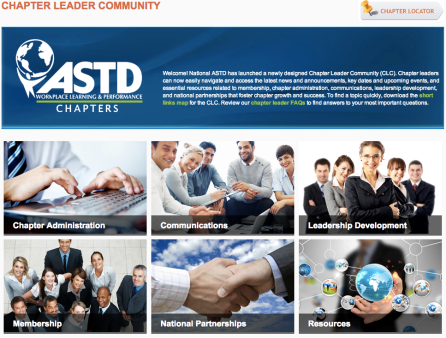 CHAPTER LEADER COMMUNITY
CHAPTER LOCATOR
ASTD
WORKPLACE LEARNING & PERFORMANCE
CHAPTERS
Welcome! National ASTD has launched a newly designed Chapter Leader Community (CLC). Chapter leaders
can now easily navigate and access the latest news and announcements, key dates and upcoming events, and
essential resources related to membership, chapter administration, communications, leadership development,
and national partnerships that foster chapter growth and success. To find a topic quickly, download the short
links map for the CLC. Review our chapter leader FAQs to find answers to your most important questions.
Chapter Administration
Communications
Leadership Development
Membership
National Partnerships
Resources